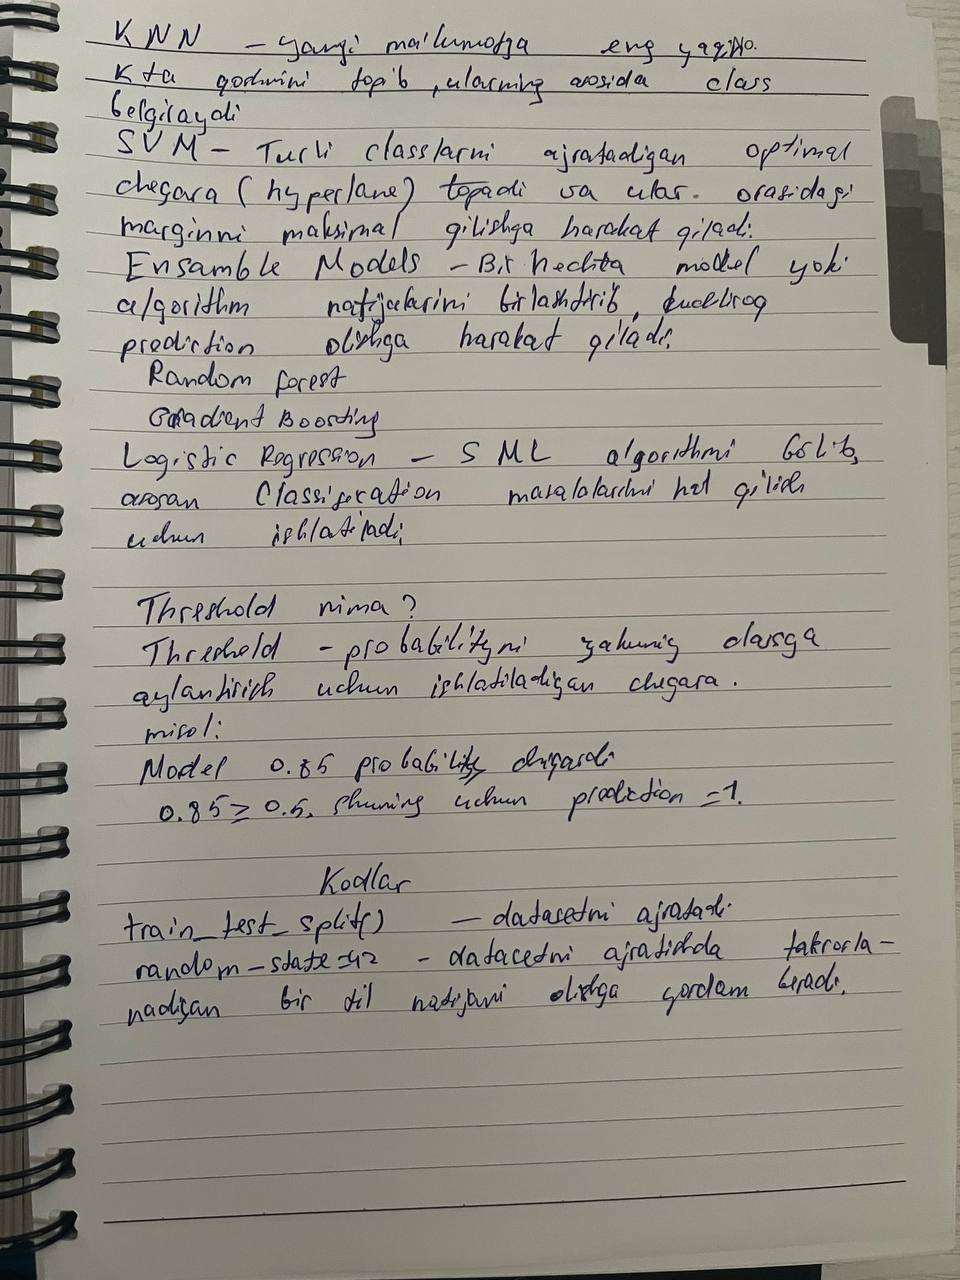 KNN - yangi ma'lumotga eng yaqin.
K ta qo'shnini topib, ularning asosida class
belgilaydi
SVM - Turli classlarni ajratadigan optimal
chegara (hyperlane) topadi va ular. orasidagi
marginni maksimal qilishga harakat qiladi.
Ensamble Models - Bir nechta model yoki
algorithm natijalarini birlashtirib, kuchliroq
prediction olishga harakat qiladi.
Random forest
Gradient Boosting
Logistic Regression - SML algorithmi bo'lib,
asosan Classification masalalarini hal qilish
uchun ishlatiladi.
Threshold nima?
Threshold - probabilityni yakuniy classga
aylantirish uchun ishlatiladigan chegara.
misol:
Model 0.85 probability chiqardi
0.85 ≥ 0.5. shuning uchun prediction = 1.
Kodlar
train_test_split() - datasetni ajratadi
random-state=42 - datasetni ajratishda takrorla-
nadigan bir xil natijani olishga yordam beradi.